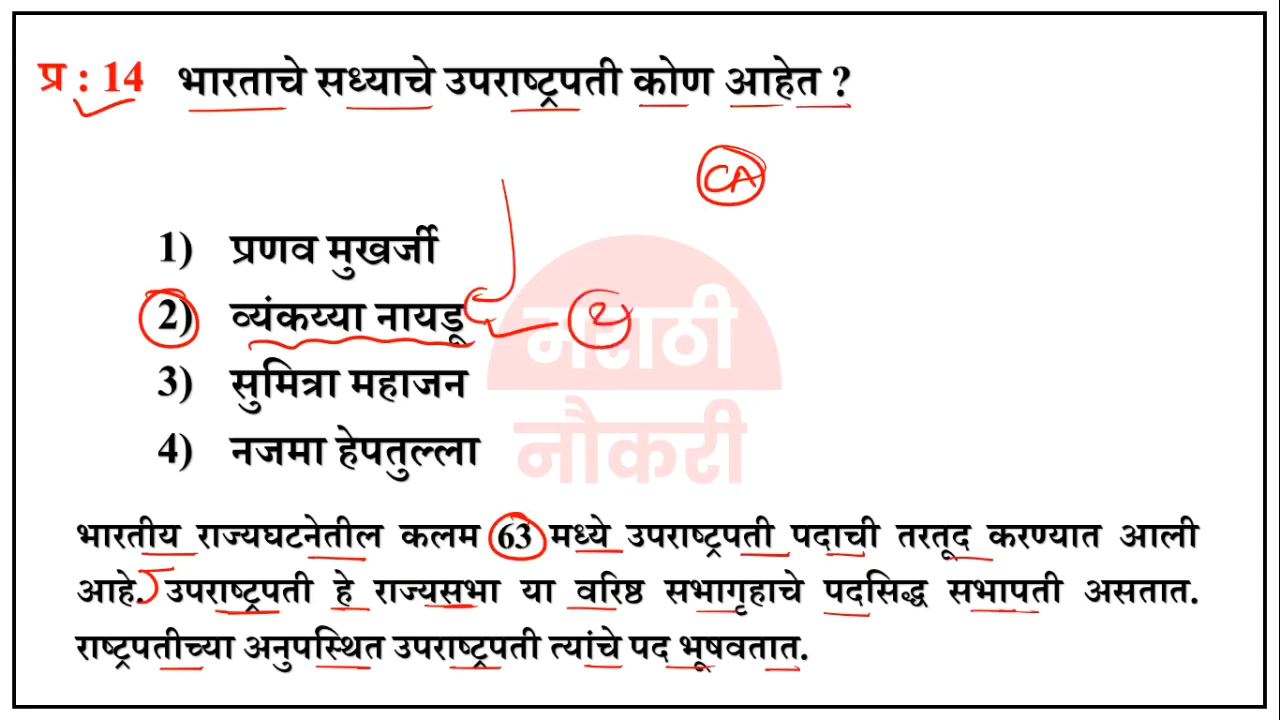 प्र : 14 भारताचे सध्याचे उपराष्ट्रपती कोण आहेत ?
CA
1) प्रणव मुखर्जी
2) व्यंकय्या नायडू
3) सुमित्रा महाजन
4) नजमा हेपतुल्ला
मराठी
नौकरी
भारतीय राज्यघटनेतील कलम 63 मध्ये उपराष्ट्रपती पदाची तरतूद करण्यात आली
आहे. उपराष्ट्रपती हे राज्यसभा या वरिष्ठ सभागृहाचे पदसिद्ध सभापती असतात.
राष्ट्रपतीच्या अनुपस्थित उपराष्ट्रपती त्यांचे पद भूषवतात.